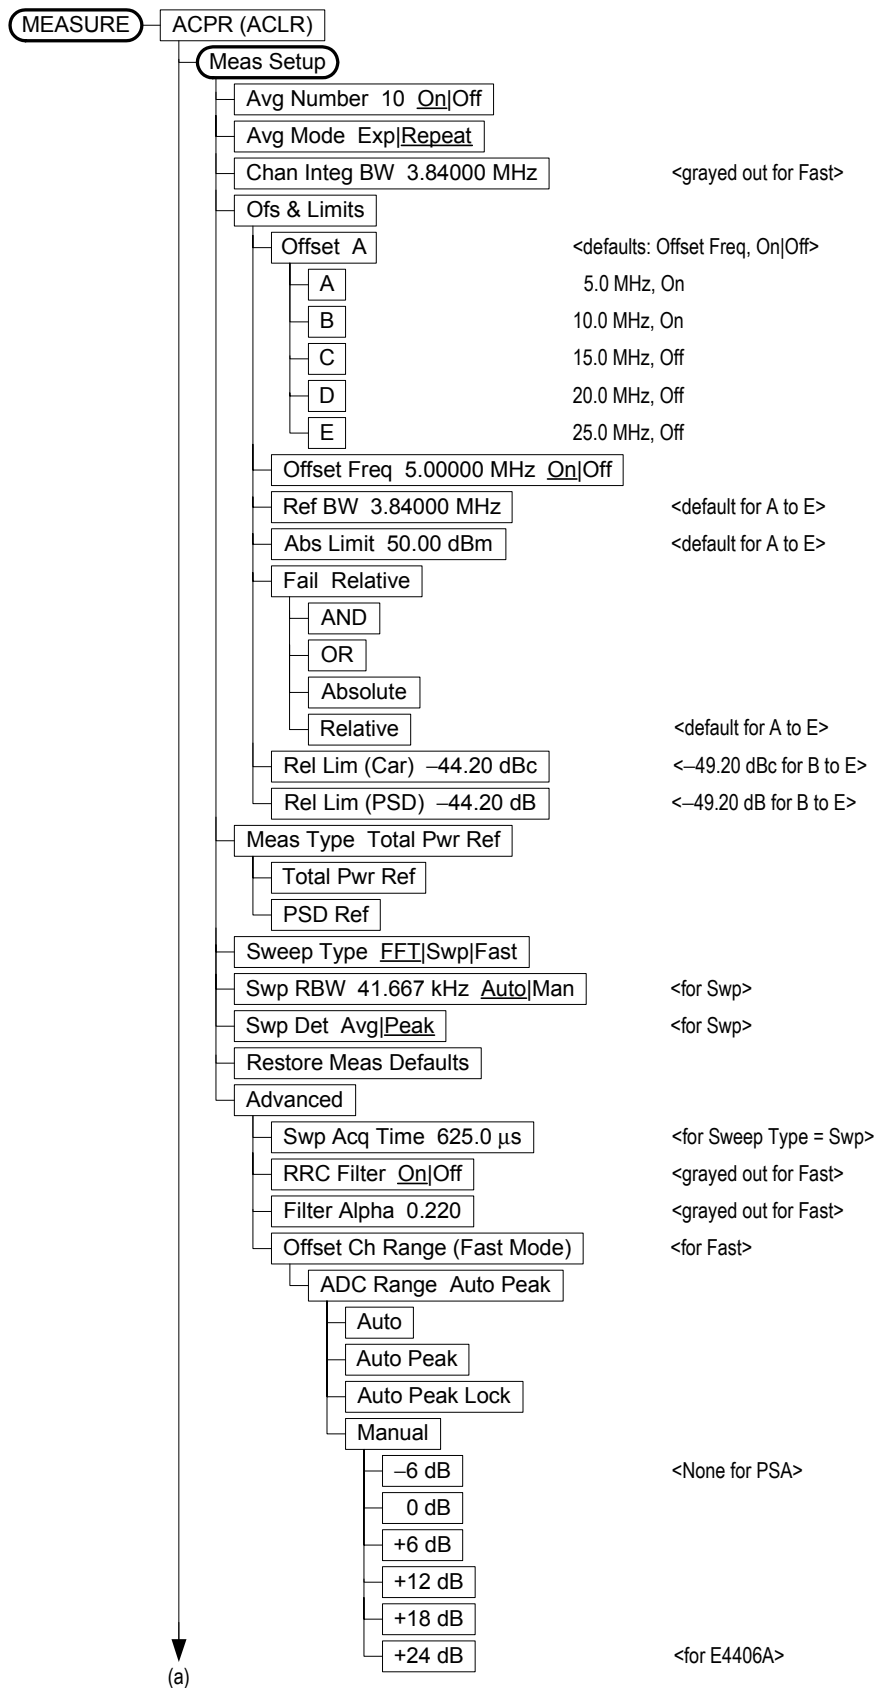 MEASURE ACPR (ACLR)
Meas Setup
Avg Number 10 On|Off
Avg Mode Exp|Repeat
Chan Integ BW 3.84000 MHz <grayed out for Fast>
Ofs & Limits
Offset A <defaults: Offset Freq, On|Off>
A 5.0 MHz, On
B 10.0 MHz, On
C 15.0 MHz, Off
D 20.0 MHz, Off
E 25.0 MHz, Off
Offset Freq 5.00000 MHz On|Off
Ref BW 3.84000 MHz <default for A to E>
Abs Limit 50.00 dBm <default for A to E>
Fail Relative
AND
OR
Absolute
Relative <default for A to E>
Rel Lim (Car) –44.20 dBc <–49.20 dBc for B to E>
Rel Lim (PSD) –44.20 dB <–49.20 dB for B to E>
Meas Type Total Pwr Ref
Total Pwr Ref
PSD Ref
Sweep Type FFT|Swp|Fast
Swp RBW 41.667 kHz Auto|Man <for Swp>
Swp Det Avg|Peak <for Swp>
Restore Meas Defaults
Advanced
Swp Acq Time 625.0 μs <for Sweep Type = Swp>
RRC Filter On|Off <grayed out for Fast>
Filter Alpha 0.220 <grayed out for Fast>
Offset Ch Range (Fast Mode) <for Fast>
ADC Range Auto Peak
Auto
Auto Peak
Auto Peak Lock
Manual
–6 dB <None for PSA>
0 dB
+6 dB
+12 dB
+18 dB
+24 dB <for E4406A>
(a)